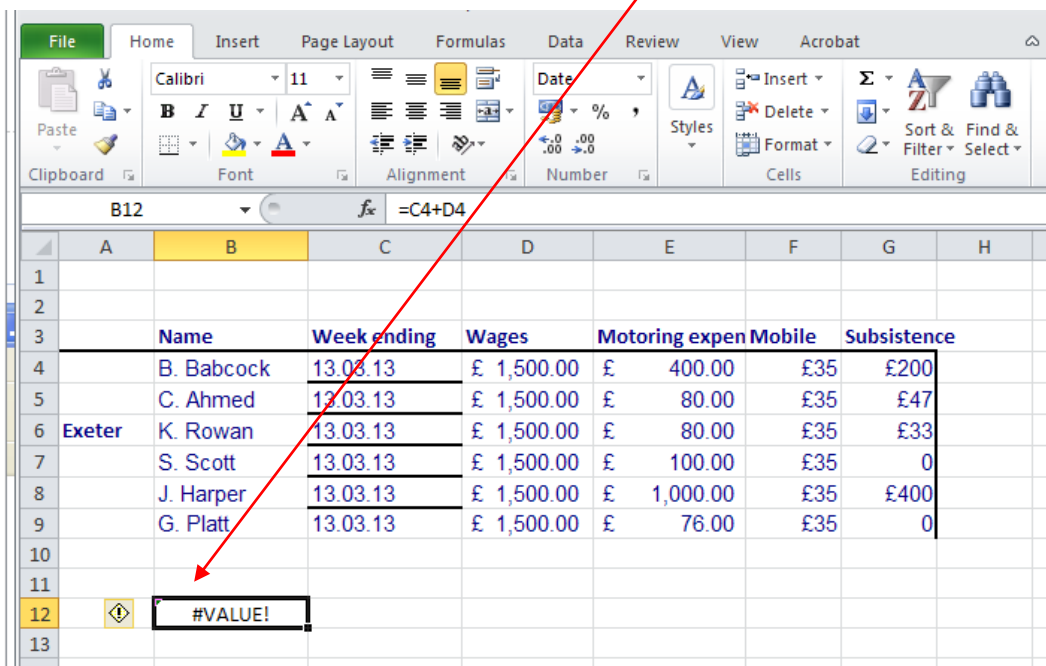 File Home Insert Page Layout Formulas Data Review View Acrobat
Calibri 11 Date Insert Σ
B I U A A % , Delete
Paste Styles Format Sort & Filter Find & Select
Clipboard Font Alignment Number Cells Editing
B12 fx =C4+D4
A B C D E F G H
1
2
3 Name Week ending Wages Motoring expen Mobile Subsistence
4 B. Babcock 13.03.13 £ 1,500.00 £ 400.00 £35 £200
5 C. Ahmed 13.03.13 £ 1,500.00 £ 80.00 £35 £47
6 Exeter K. Rowan 13.03.13 £ 1,500.00 £ 80.00 £35 £33
7 S. Scott 13.03.13 £ 1,500.00 £ 100.00 £35 0
8 J. Harper 13.03.13 £ 1,500.00 £ 1,000.00 £35 £400
9 G. Platt 13.03.13 £ 1,500.00 £ 76.00 £35 0
10
11
12 #VALUE!
13